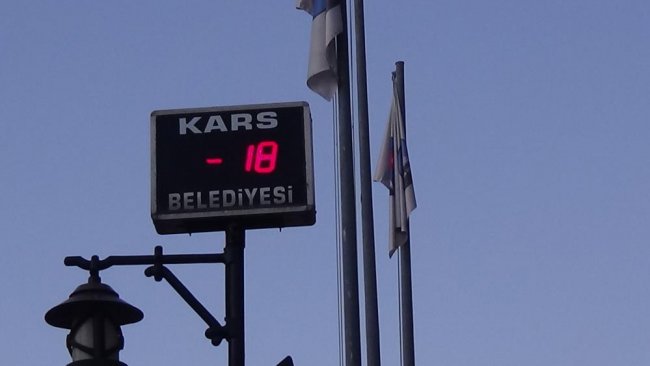 KARS
- 18
BELEDİYESİ